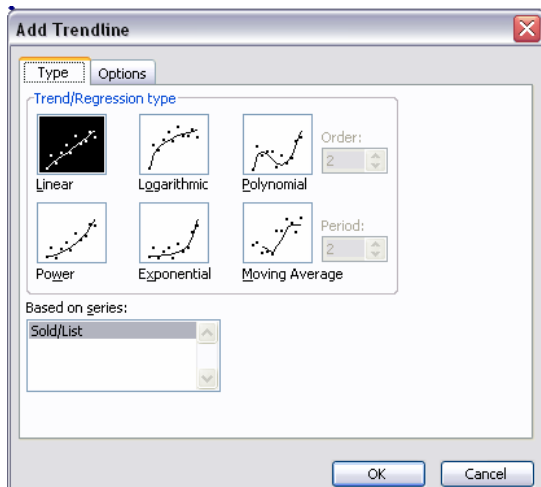 Add Trendline
Type Options
Trend/Regression type
Linear Logarithmic Polynomial
Order:
2
Power Exponential Moving Average
Period:
2
Based on series:
Sold/List
OK Cancel